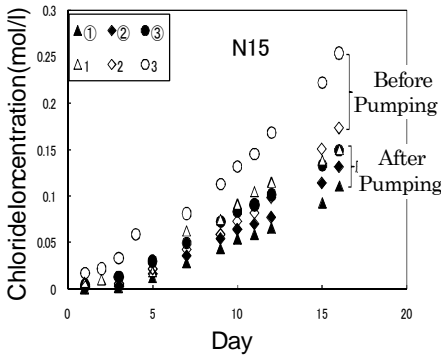 0.3
0.25
0.2
0.15
0.1
0.05
0
0 5 10 15 20
① ② ③
1 2 3
N15
Before
Pumping
After
Pumping
ChlorideIoncentration(mol/l)
Day